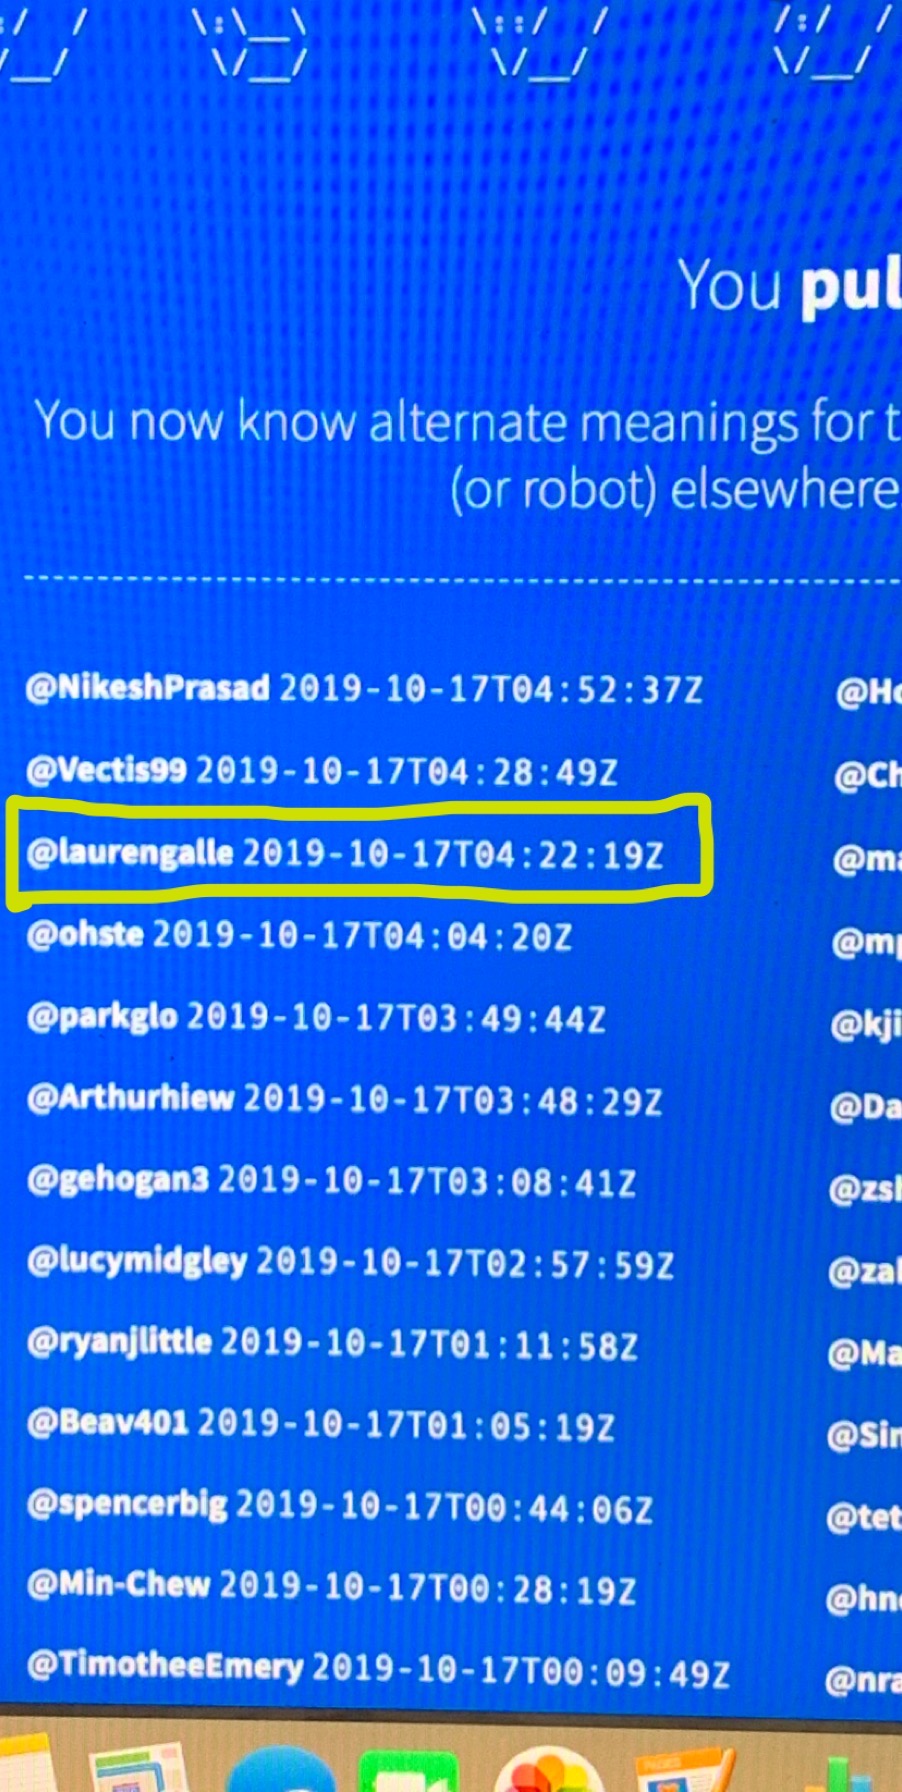 You pul
You now know alternate meanings for t
(or robot) elsewhere
@NikeshPrasad 2019-10-17T04:52:37Z @Ho
@Vectis99 2019-10-17T04:28:49Z @Ch
@laurengalle 2019-10-17T04:22:19Z @ma
@ohste 2019-10-17T04:04:20Z @mp
@parkglo 2019-10-17T03:49:44Z @kji
@Arthurhiew 2019-10-17T03:48:29Z @Da
@gehogan3 2019-10-17T03:08:41Z @zsh
@lucymidgley 2019-10-17T02:57:59Z @zal
@ryanjlittle 2019-10-17T01:11:58Z @Ma
@Beav401 2019-10-17T01:05:19Z @Sin
@spencerbig 2019-10-17T00:44:06Z @tet
@Min-Chew 2019-10-17T00:28:19Z @hn
@TimotheeEmery 2019-10-17T00:09:49Z @nra
PAGES